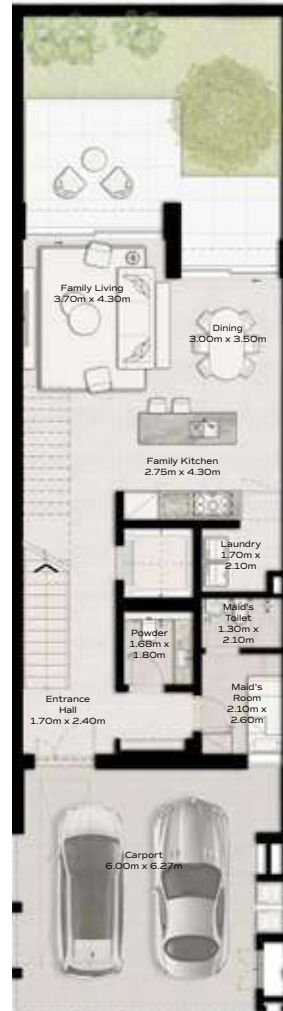 Family Living
3.70m x 4.30m
Dining
3.00m x 3.50m
Family Kitchen
2.75m x 4.30m
Laundry
1.70m x
2.10m
Maid's
Toilet
1.30m x
2.10m
Powder
1.68m x
1.80m
Maid's
Room
2.10m x
2.60m
Entrance
Hall
1.70m x 2.40m
Carport
6.00m x 6.27m